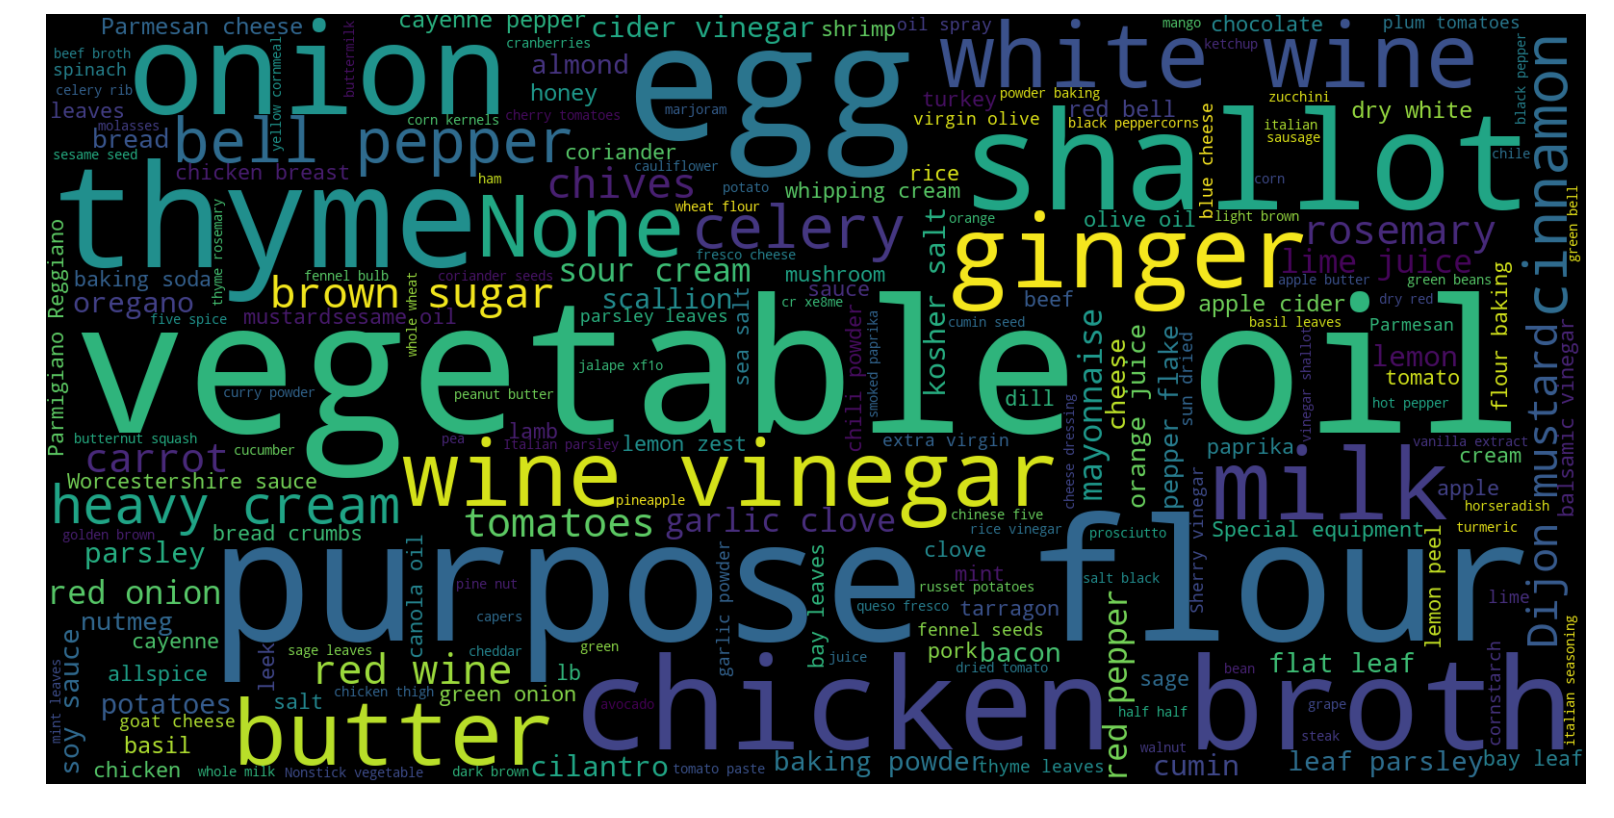 Parmesan cheese
onion
cayenne pepper
cider vinegar
shrimp
oil spray
white wine
mango
chocolate
plum tomatoes
beef broth
spinach
celery rib
leaves
yellow cornmeal
buttermilk
cranberries
almond
honey
egg
marjoram
ketchup
black pepper
cinnamon
molasses
bread
bell pepper
corn kernels
cherry tomatoes
turkey
virgin olive
powder baking
red bell
black peppercorns
zucchini
italian
sausage
dry white
blue cheese
shallot
chile
sesame seed
chicken breast
coriander
cauliflower
ham
chives
potato
whipping cream
rice
corn
thyme
None
wheat flour
celery
fresco cheese
orange
olive oil
light brown
rosemary
green bell
Parmigiano Reggiano
thyme rosemary
baking soda
oregano
fennel bulb
coriander seeds
brown sugar
sour cream
scallion
mushroom
sauce
cr xe8me
kosher salt
ginger
lime juice
beef
apple butter
green beans
five spice
mustardsesame oil
whole wheat
parsley leaves
sea salt
chili powder
smoked paprika
cumin seed
apple cider
dry red
basil leaves
Parmesan
flour baking
vegetable oil
jalape xf1o
curry powder
peanut butter
dill
mayonnaise
cheese
orange juice
pepper flake
sun dried
vinegar shallot
lemon
tomato
hot pepper
Dijon mustard
balsamic vinegar
butternut squash
carrot
cucumber
pea
lamb
Italian parsley
lemon zest
extra virgin
cheese dressing
paprika
vanilla extract
cream
Worcestershire sauce
heavy cream
wine vinegar
pineapple
milk
apple
horseradish
turmeric
golden brown
bread crumbs
tomatoes
garlic clove
chinese five
rice vinegar
prosciutto
Sherry vinegar
Special equipment
parsley
canola oil
purpose flour
pine nut
garlic powder
bay leaves
clove
mint
russet potatoes
salt black
lemon peel
lime
red onion
nutmeg
capers
queso fresco
tarragon
cayenne
sage leaves
cheddar
green
fennel seeds
soy sauce
mint leaves
allspice
leek
red wine
lb
juice
pork
bacon
dried tomato
red pepper
sage
bean
flat leaf
cornstarch
italian seasoning
potatoes
salt
chicken thigh
green onion
avocado
chicken broth
half half
grape
goat cheese
basil
butter
walnut
steak
chicken
whole milk
Nonstick vegetable
dark brown
cilantro
tomato paste
baking powder
thyme leaves
cumin
leaf parsley
bay leaf